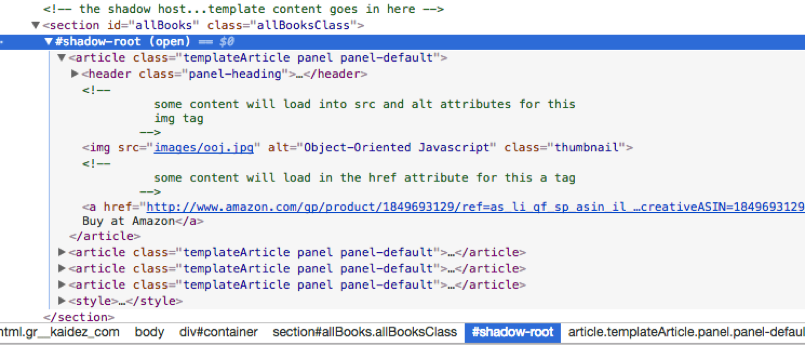 <!-- the shadow host...template content goes in here -->
▼<section id="allBooks" class="allBooksClass">
▼#shadow-root (open) == $0
▼<article class="templateArticle panel panel-default">
▶<header class="panel-heading">…</header>
<!--
some content will load into src and alt attributes for this
img tag
-->
<img src="images/ooj.jpg" alt="Object-Oriented Javascript" class="thumbnail">
<!--
some content will load in the href attribute for this a tag
-->
<a href="http://www.amazon.com/gp/product/1849693129/ref=as_li_qf_sp_asin_il_…creativeASIN=1849693129
Buy at Amazon</a>
</article>
▶<article class="templateArticle panel panel-default">…</article>
▶<article class="templateArticle panel panel-default">…</article>
▶<article class="templateArticle panel panel-default">…</article>
▶<style>…</style>
</section>
html.gr__kaidez_com body div#container section#allBooks.allBooksClass #shadow-root article.templateArticle.panel.panel-defau